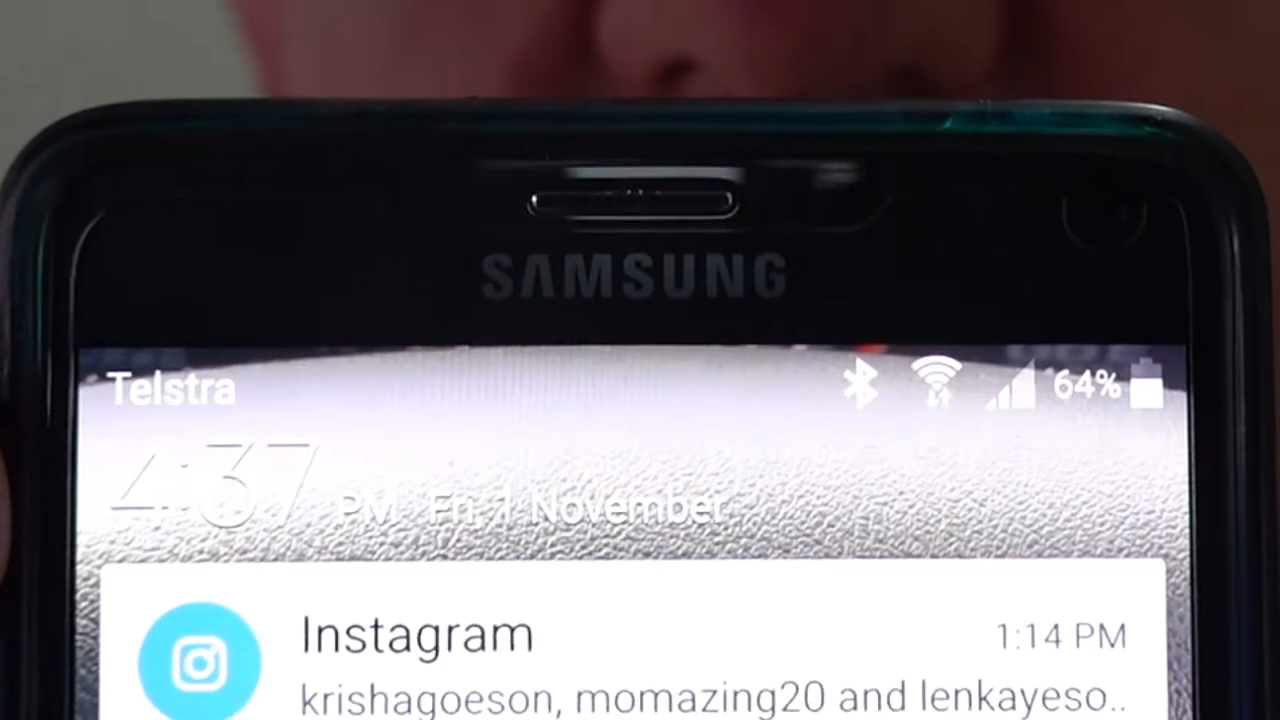 SAMSUNG
Telstra 64%
4:37 PM Fri, 1 November
Instagram 1:14 PM
krishagoeson, momazing20 and lenkayeso..